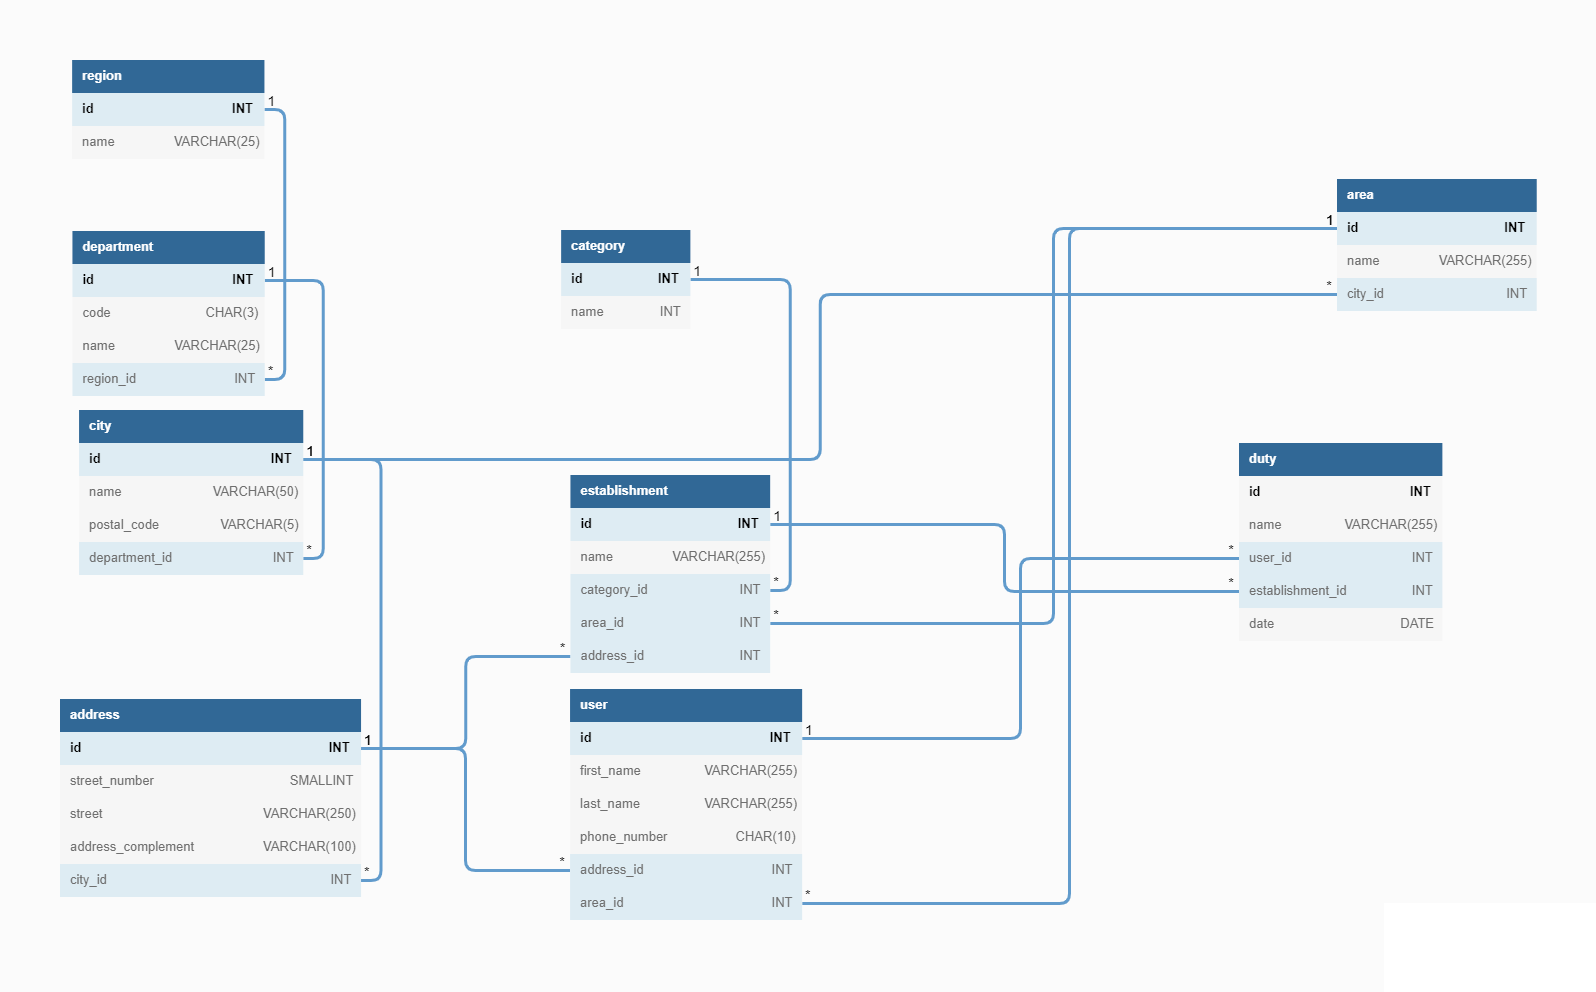 region
id INT 1
name VARCHAR(25)
department
id INT 1
code CHAR(3)
name VARCHAR(25)
region_id INT *
city
id INT 1
name VARCHAR(50)
postal_code VARCHAR(5)
department_id INT *
address
id INT 1
street_number SMALLINT
street VARCHAR(250)
address_complement VARCHAR(100)
city_id INT *
category
id INT 1
name INT
establishment
id INT 1
name VARCHAR(255)
category_id INT *
area_id INT *
* address_id INT
user
id INT 1
first_name VARCHAR(255)
last_name VARCHAR(255)
phone_number CHAR(10)
* address_id INT
area_id INT *
area
1 id INT
name VARCHAR(255)
* city_id INT
duty
id INT
name VARCHAR(255)
* user_id INT
* establishment_id INT
date DATE